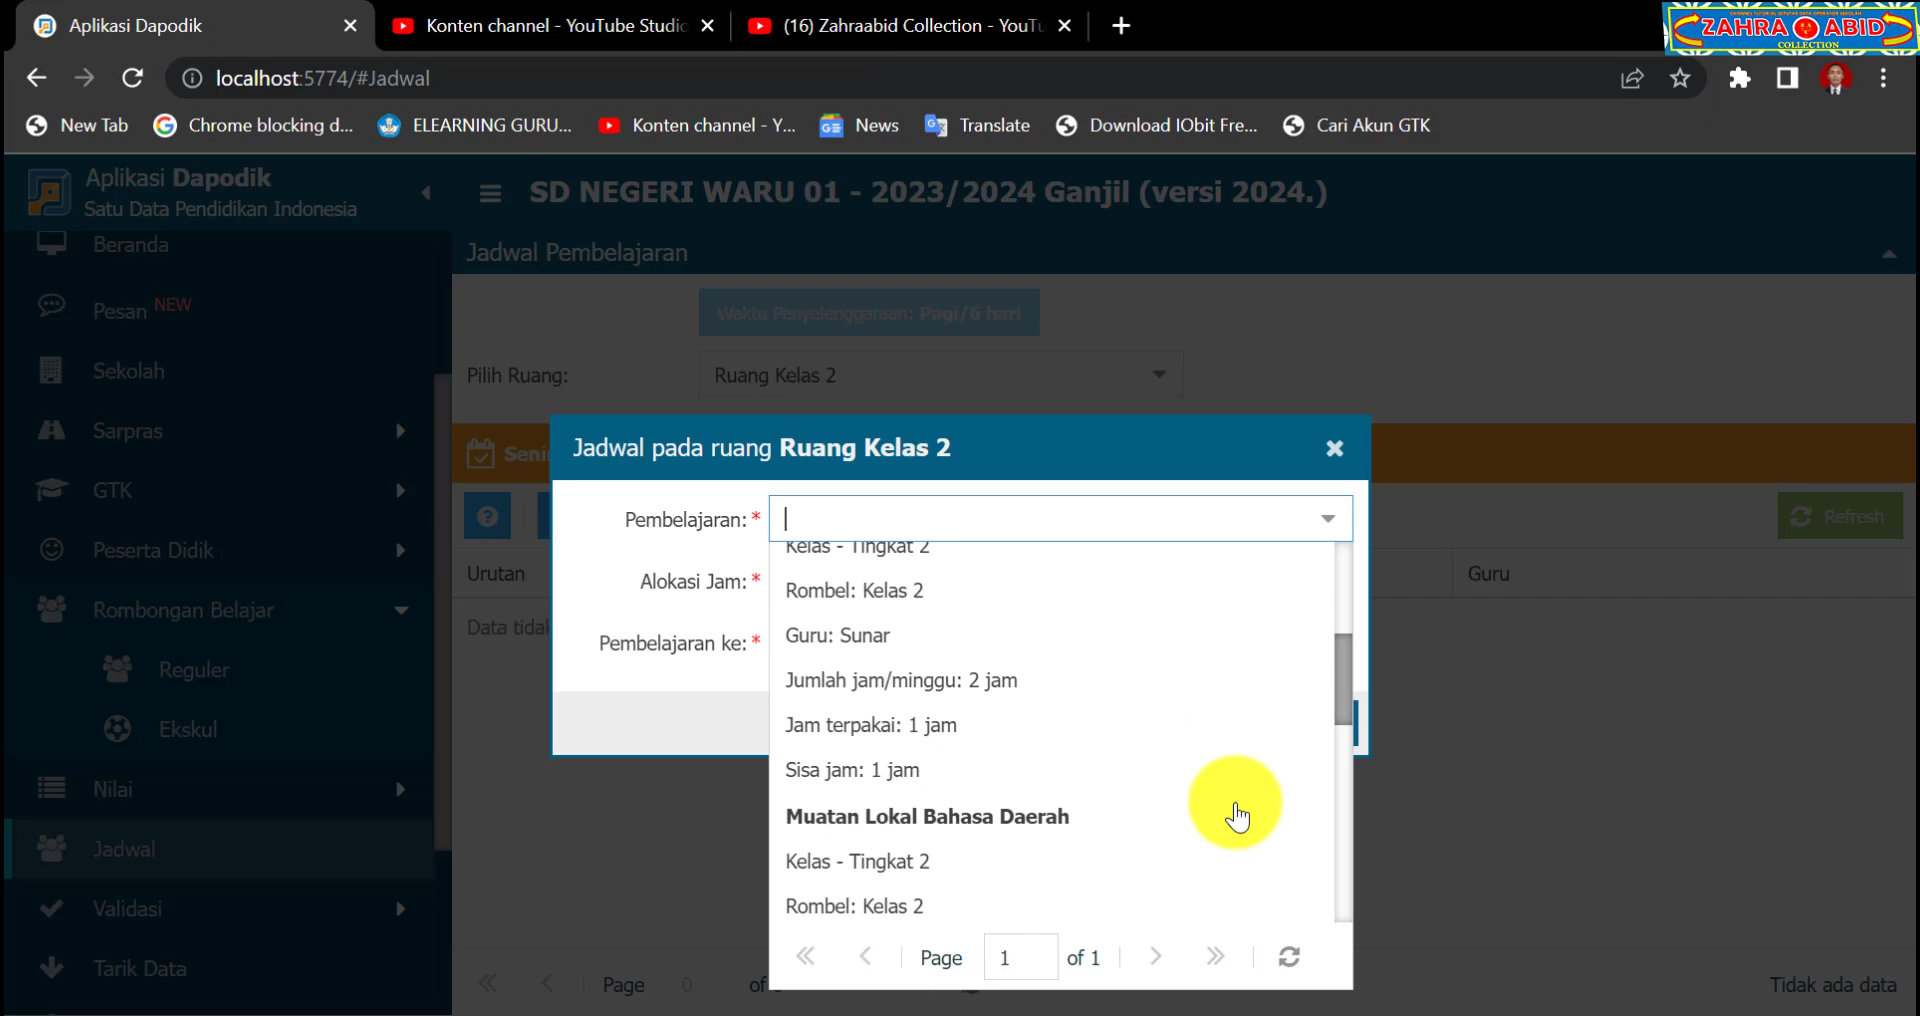 Aplikasi Dapodik
Konten channel - YouTube Studio
(16) Zahraabid Collection - YouTu
ZAHRA ABID
COLLECTION
localhost:5774/#Jadwal
New Tab
Chrome blocking d...
ELEARNING GURU...
Konten channel - Y...
News
Translate
Download IObit Fre...
Cari Akun GTK
Aplikasi Dapodik
Satu Data Pendidikan Indonesia
SD NEGERI WARU 01 - 2023/2024 Ganjil (versi 2024.)
Beranda
Pesan NEW
Sekolah
Sarpras
GTK
Peserta Didik
Rombongan Belajar
Reguler
Ekskul
Nilai
Jadwal
Validasi
Tarik Data
Jadwal Pembelajaran
Waktu Penyelenggaraan: Pagi/6 hari
Pilih Ruang:
Ruang Kelas 2
Jadwal pada ruang Ruang Kelas 2
Refresh
Urutan
Guru
Pembelajaran: *
Alokasi Jam: *
Pembelajaran ke: *
Kelas - Tingkat 2
Rombel: Kelas 2
Guru: Sunar
Jumlah jam/minggu: 2 jam
Jam terpakai: 1 jam
Sisa jam: 1 jam
Muatan Lokal Bahasa Daerah
Kelas - Tingkat 2
Rombel: Kelas 2
Page 1 of 1
Page 0 of
Tidak ada data